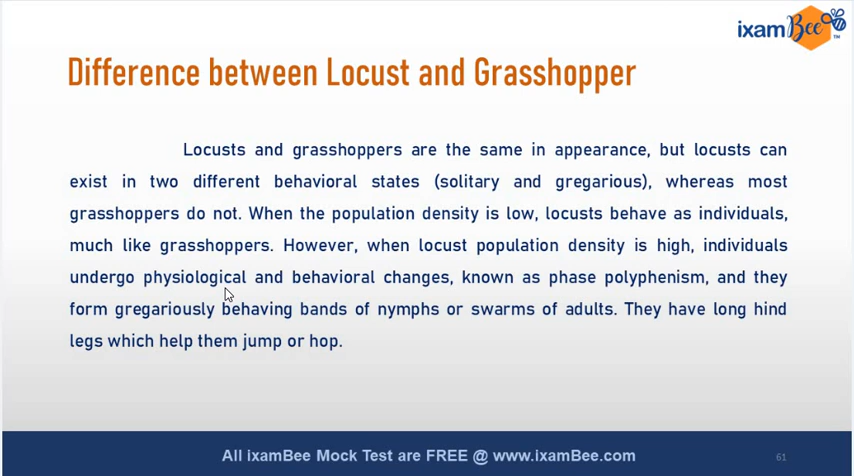 ixamBee™
Difference between Locust and Grasshopper
Locusts and grasshoppers are the same in appearance, but locusts can
exist in two different behavioral states (solitary and gregarious), whereas most
grasshoppers do not. When the population density is low, locusts behave as individuals,
much like grasshoppers. However, when locust population density is high, individuals
undergo physiological and behavioral changes, known as phase polyphenism, and they
form gregariously behaving bands of nymphs or swarms of adults. They have long hind
legs which help them jump or hop.
All ixamBee Mock Test are FREE @ www.ixamBee.com
61